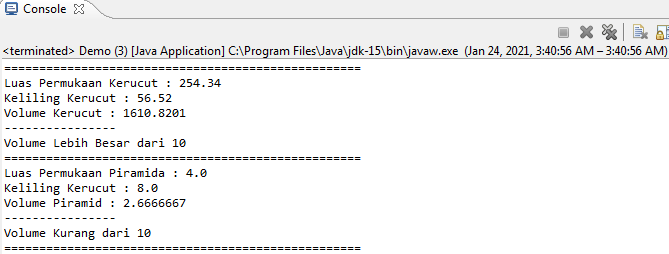 Console
<terminated> Demo (3) [Java Application] C:\Program Files\Java\jdk-15\bin\javaw.exe (Jan 24, 2021, 3:40:56 AM – 3:40:56 AM)
===================================================
Luas Permukaan Kerucut : 254.34
Keliling Kerucut : 56.52
Volume Kerucut : 1610.8201
----------------
Volume Lebih Besar dari 10
===================================================
Luas Permukaan Piramida : 4.0
Keliling Kerucut : 8.0
Volume Piramid : 2.6666667
----------------
Volume Kurang dari 10
===================================================